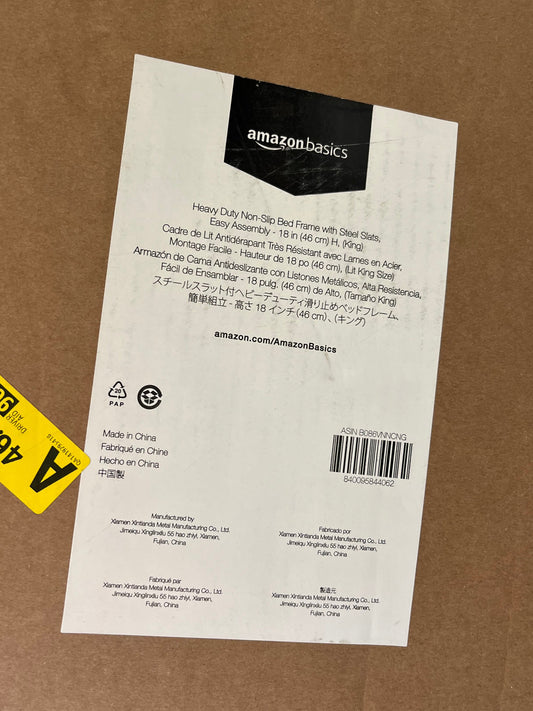 amazonbasics
Heavy Duty Non-Slip Bed Frame with Steel Slats,
Easy Assembly - 18 in (46 cm) H, (King)
Cadre de Lit Antidérapant Très Résistant avec Lames en Acier,
Montage Facile - Hauteur de 18 po (46 cm), (Lit King Size)
Armazón de Cama Antideslizante con Listones Metálicos, Alta Resistencia,
Fácil de Ensamblar - 18 pulg. (46 cm) de Alto, (Tamaño King)
スチールスラット付ヘビーデューティ滑り止めベッドフレーム、
簡単組立 - 高さ 18 インチ (46 cm)、(キング)
amazon.com/AmazonBasics
20
PAP
Made in China
Fabriqué en Chine
Hecho en China
中国製
ASIN B086VNNCNG
840095844062
Manufactured by
Xiamen Xintianda Metal Manufacturing Co., Ltd.
Jimeiqu Xinglinxilu 55 hao zhiyi, Xiamen,
Fujian, China
Fabricado por
Xiamen Xintianda Metal Manufacturing Co., Ltd.
Jimeiqu Xinglinxilu 55 hao zhiyi, Xiamen,
Fujian, China
Fabriqué par
Xiamen Xintianda Metal Manufacturing Co., Ltd.
Jimeiqu Xinglinxilu 55 hao zhiyi, Xiamen,
Fujian, China
製造元
Xiamen Xintianda Metal Manufacturing Co., Ltd.
Jimeiqu Xinglinxilu 55 hao zhiyi, Xiamen,
Fujian, China
A
DRIVER
AID